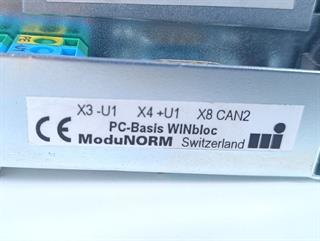 X3 -U1 X4 +U1 X8 CAN2
CE PC-Basis WINbloc
ModuNORM Switzerland